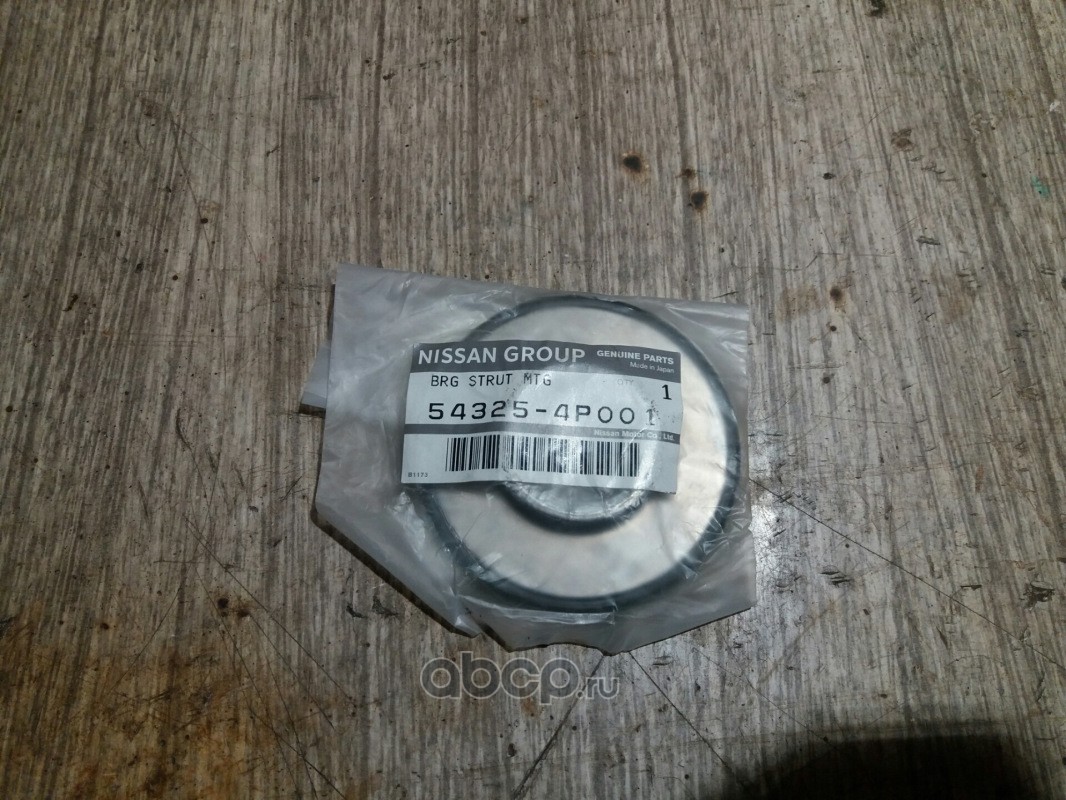 NISSAN GROUP GENUINE PARTS
Made in Japan
BRG STRUT MTG QTY 1
54325-4P001
Nissan Motor Co., Ltd.
B1173
abcp.ru